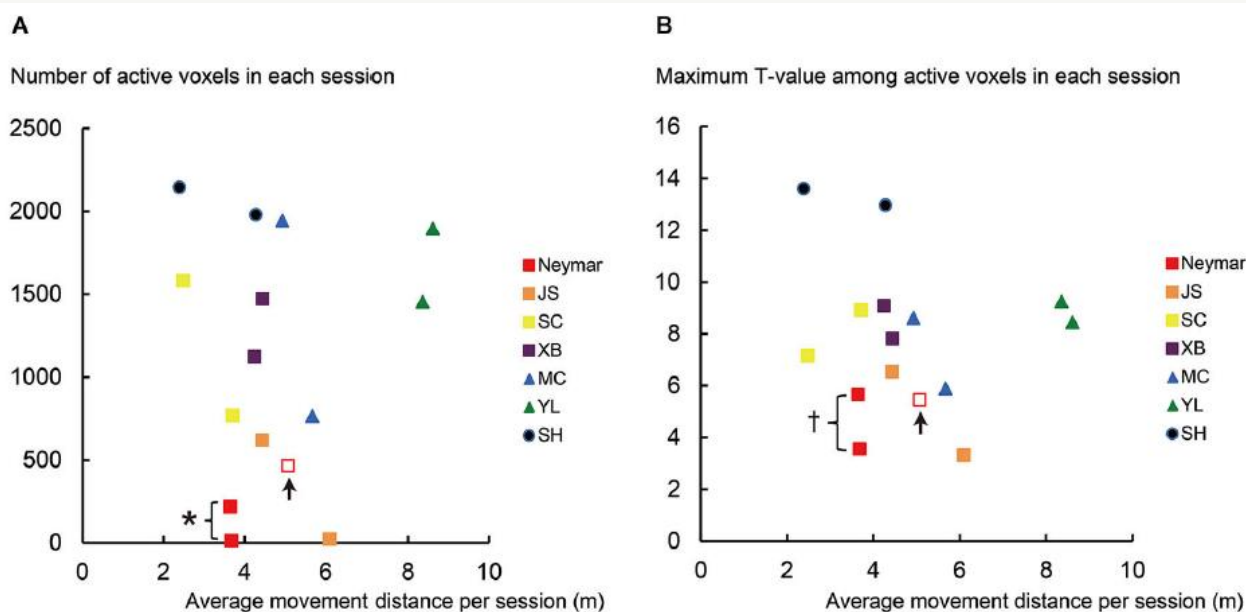 A
Number of active voxels in each session
2500
2000
1500
1000
500
0
0 2 4 6 8 10
Average movement distance per session (m)
*
Neymar
JS
SC
XB
MC
YL
SH
B
Maximum T-value among active voxels in each session
16
14
12
10
8
6
4
2
0
0 2 4 6 8 10
Average movement distance per session (m)
†
Neymar
JS
SC
XB
MC
YL
SH